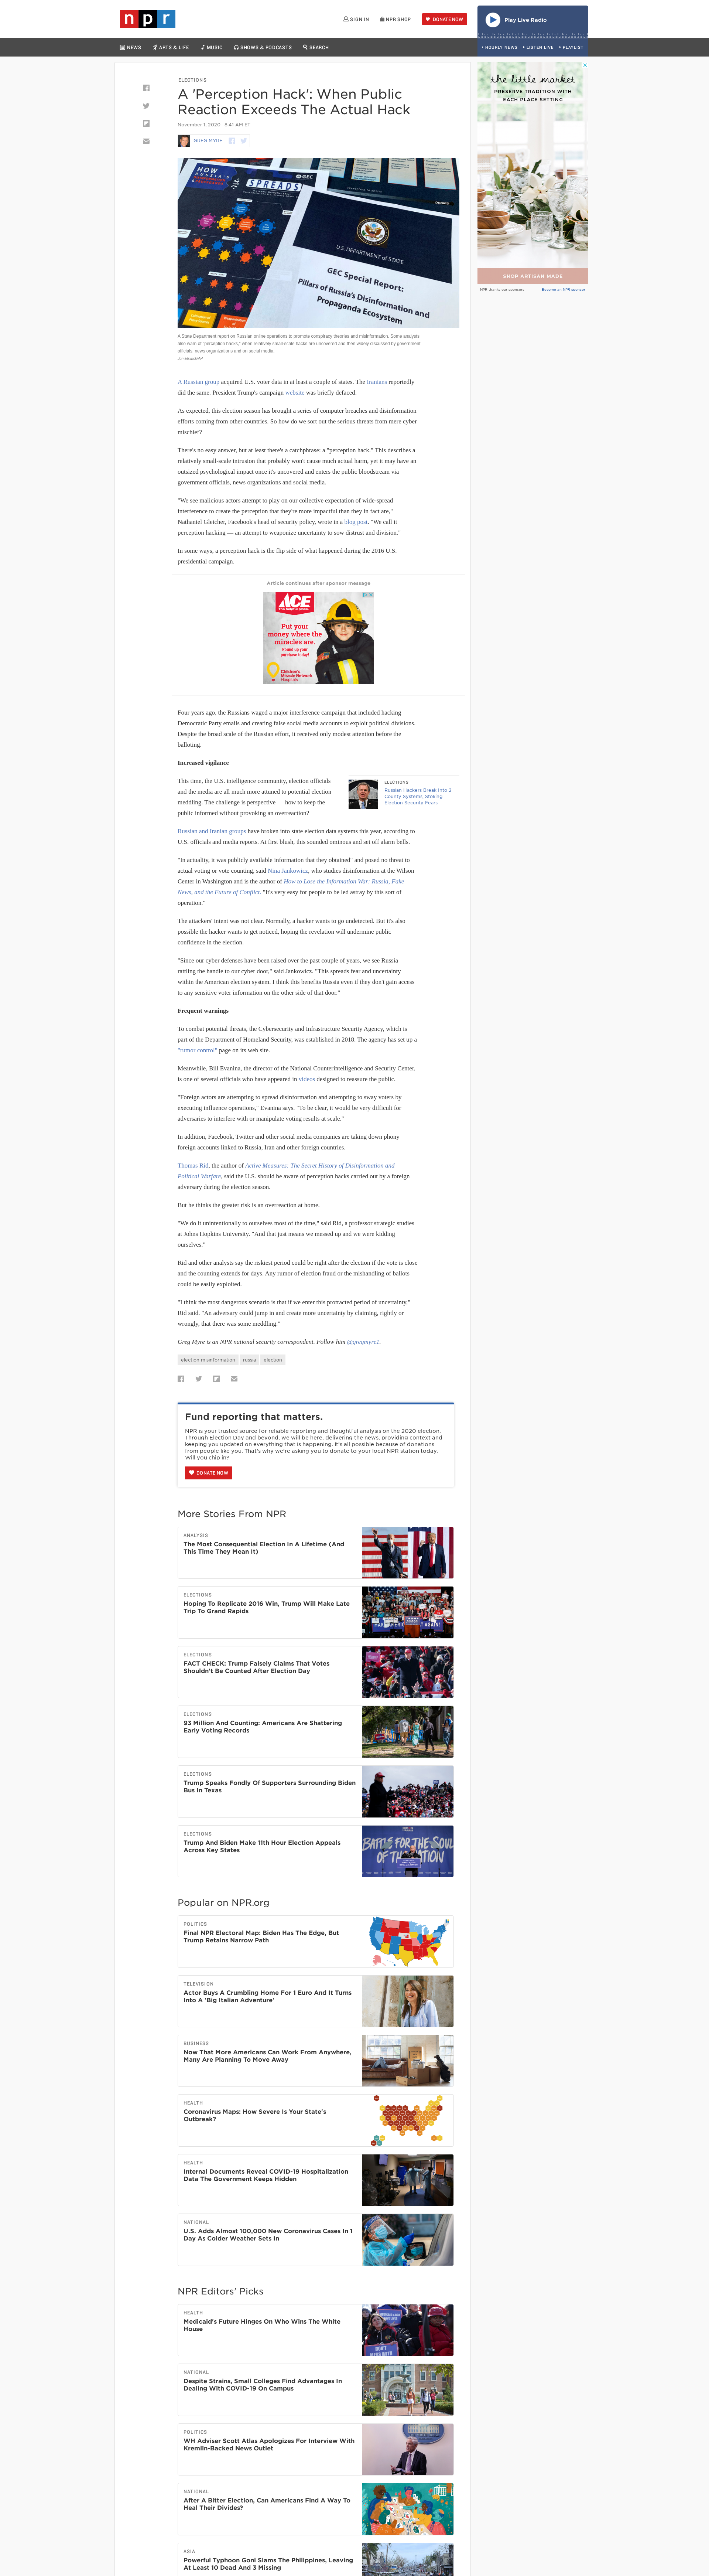 npr
SIGN IN
NPR SHOP
DONATE NOW
Play Live Radio
NEWS
ARTS & LIFE
MUSIC
SHOWS & PODCASTS
SEARCH
HOURLY NEWS
LISTEN LIVE
PLAYLIST
ELECTIONS
A 'Perception Hack': When Public
Reaction Exceeds The Actual Hack
November 1, 2020 · 9:41 AM ET
GREG MYRE
HOW
SPREADS
GEC
U.S. DEPARTMENT OF STATE
GEC Special Report:
Pillars of Russia's Disinformation and
Propaganda Ecosystem
A State Department report on Russian online operations to promote conspiracy theories and misinformation. Some analysts
also warn of "perception hacks," when relatively small-scale hacks are uncovered and then widely discussed by government
officials, news organizations and on social media.
Jon Elswick/AP
A Russian group acquired U.S. voter data in at least a couple of states. The Iranians reportedly
did the same. President Trump's campaign website was briefly defaced.
As expected, this election season has brought a series of computer breaches and disinformation
efforts coming from other countries. So how do we sort out the serious threats from mere cyber
mischief?
There's no easy answer, but at least there's a catchphrase: a "perception hack." This describes a
relatively small-scale intrusion that probably won't cause much actual harm, yet it may have an
outsized psychological impact once it's uncovered and enters the public bloodstream via
government officials, news organizations and social media.
"We see malicious actors attempt to play on our collective expectation of wide-spread
interference to create the perception that they're more impactful than they in fact are,"
Nathaniel Gleicher, Facebook's head of security policy, wrote in a blog post. "We call it
perception hacking — an attempt to weaponize uncertainty to sow distrust and division."
In some ways, a perception hack is the flip side of what happened during the 2016 U.S.
presidential campaign.
Article continues after sponsor message
ACE
The helpful place.
Put your
money where the
miracles are.
Round up your
purchase today!
Children's
Miracle Network
Hospitals
Four years ago, the Russians waged a major interference campaign that included hacking
Democratic Party emails and creating false social media accounts to exploit political divisions.
Despite the broad scale of the Russian effort, it received only modest attention before the
balloting.
Increased vigilance
This time, the U.S. intelligence community, election officials
and the media are all much more attuned to potential election
meddling. The challenge is perspective — how to keep the
public informed without provoking an overreaction?
ELECTIONS
Russian Hackers Break Into 2
County Systems, Stoking
Election Security Fears
Russian and Iranian groups have broken into state election data systems this year, according to
U.S. officials and media reports. At first blush, this sounded ominous and set off alarm bells.
"In actuality, it was publicly available information that they obtained" and posed no threat to
actual voting or vote counting, said Nina Jankowicz, who studies disinformation at the Wilson
Center in Washington and is the author of How to Lose the Information War: Russia, Fake
News, and the Future of Conflict. "It's very easy for people to be led astray by this sort of
operation."
The attackers' intent was not clear. Normally, a hacker wants to go undetected. But it's also
possible the hacker wants to get noticed, hoping the revelation will undermine public
confidence in the election.
"Since our cyber defenses have been raised over the past couple of years, we see Russia
rattling the handle to our cyber door," said Jankowicz. "This spreads fear and uncertainty
within the American election system. I think this benefits Russia even if they don't gain access
to any sensitive voter information on the other side of that door."
Frequent warnings
To combat potential threats, the Cybersecurity and Infrastructure Security Agency, which is
part of the Department of Homeland Security, was established in 2018. The agency has set up a
"rumor control" page on its web site.
Meanwhile, Bill Evanina, the director of the National Counterintelligence and Security Center,
is one of several officials who have appeared in videos designed to reassure the public.
"Foreign actors are attempting to spread disinformation and attempting to sway voters by
executing influence operations," Evanina says. "To be clear, it would be very difficult for
adversaries to interfere with or manipulate voting results at scale."
In addition, Facebook, Twitter and other social media companies are taking down phony
foreign accounts linked to Russia, Iran and other foreign countries.
Thomas Rid, the author of Active Measures: The Secret History of Disinformation and
Political Warfare, said the U.S. should be aware of perception hacks carried out by a foreign
adversary during the election season.
But he thinks the greater risk is an overreaction at home.
"We do it unintentionally to ourselves most of the time," said Rid, a professor strategic studies
at Johns Hopkins University. "And that just means we messed up and we were kidding
ourselves."
Rid and other analysts say the riskiest period could be right after the election if the vote is close
and the counting extends for days. Any rumor of election fraud or the mishandling of ballots
could be easily exploited.
"I think the most dangerous scenario is that if we enter this protracted period of uncertainty,"
Rid said. "An adversary could jump in and create more uncertainty by claiming, rightly or
wrongly, that there was some meddling."
Greg Myre is an NPR national security correspondent. Follow him @gregmyre1.
election misinformation
russia
election
Fund reporting that matters.
NPR is your trusted source for reliable reporting and thoughtful analysis on the 2020 election.
Through Election Day and beyond, we will be here, delivering the news, providing context and
keeping you updated on everything that is happening. It's all possible because of donations
from people like you. That's why we're asking you to donate to your local NPR station today.
Will you chip in?
DONATE NOW
More Stories From NPR
ANALYSIS
The Most Consequential Election In A Lifetime (And
This Time They Mean It)
ELECTIONS
Hoping To Replicate 2016 Win, Trump Will Make Late
Trip To Grand Rapids
ELECTIONS
FACT CHECK: Trump Falsely Claims That Votes
Shouldn't Be Counted After Election Day
ELECTIONS
93 Million And Counting: Americans Are Shattering
Early Voting Records
ELECTIONS
Trump Speaks Fondly Of Supporters Surrounding Biden
Bus In Texas
ELECTIONS
Trump And Biden Make 11th Hour Election Appeals
Across Key States
BATTLE FOR THE SOUL
OF THE NATION
Popular on NPR.org
POLITICS
Final NPR Electoral Map: Biden Has The Edge, But
Trump Retains Narrow Path
TELEVISION
Actor Buys A Crumbling Home For 1 Euro And It Turns
Into A 'Big Italian Adventure'
BUSINESS
Now That More Americans Can Work From Anywhere,
Many Are Planning To Move Away
HEALTH
Coronavirus Maps: How Severe Is Your State's
Outbreak?
HEALTH
Internal Documents Reveal COVID-19 Hospitalization
Data The Government Keeps Hidden
NATIONAL
U.S. Adds Almost 100,000 New Coronavirus Cases In 1
Day As Colder Weather Sets In
NPR Editors' Picks
HEALTH
Medicaid's Future Hinges On Who Wins The White
House
NATIONAL
Despite Strains, Small Colleges Find Advantages In
Dealing With COVID-19 On Campus
POLITICS
WH Adviser Scott Atlas Apologizes For Interview With
Kremlin-Backed News Outlet
NATIONAL
After A Bitter Election, Can Americans Find A Way To
Heal Their Divides?
ASIA
Powerful Typhoon Goni Slams The Philippines, Leaving
At Least 10 Dead And 3 Missing
the little market
PRESERVE TRADITION WITH
EACH PLACE SETTING
SHOP ARTISAN MADE
NPR thanks our sponsors
Become an NPR sponsor